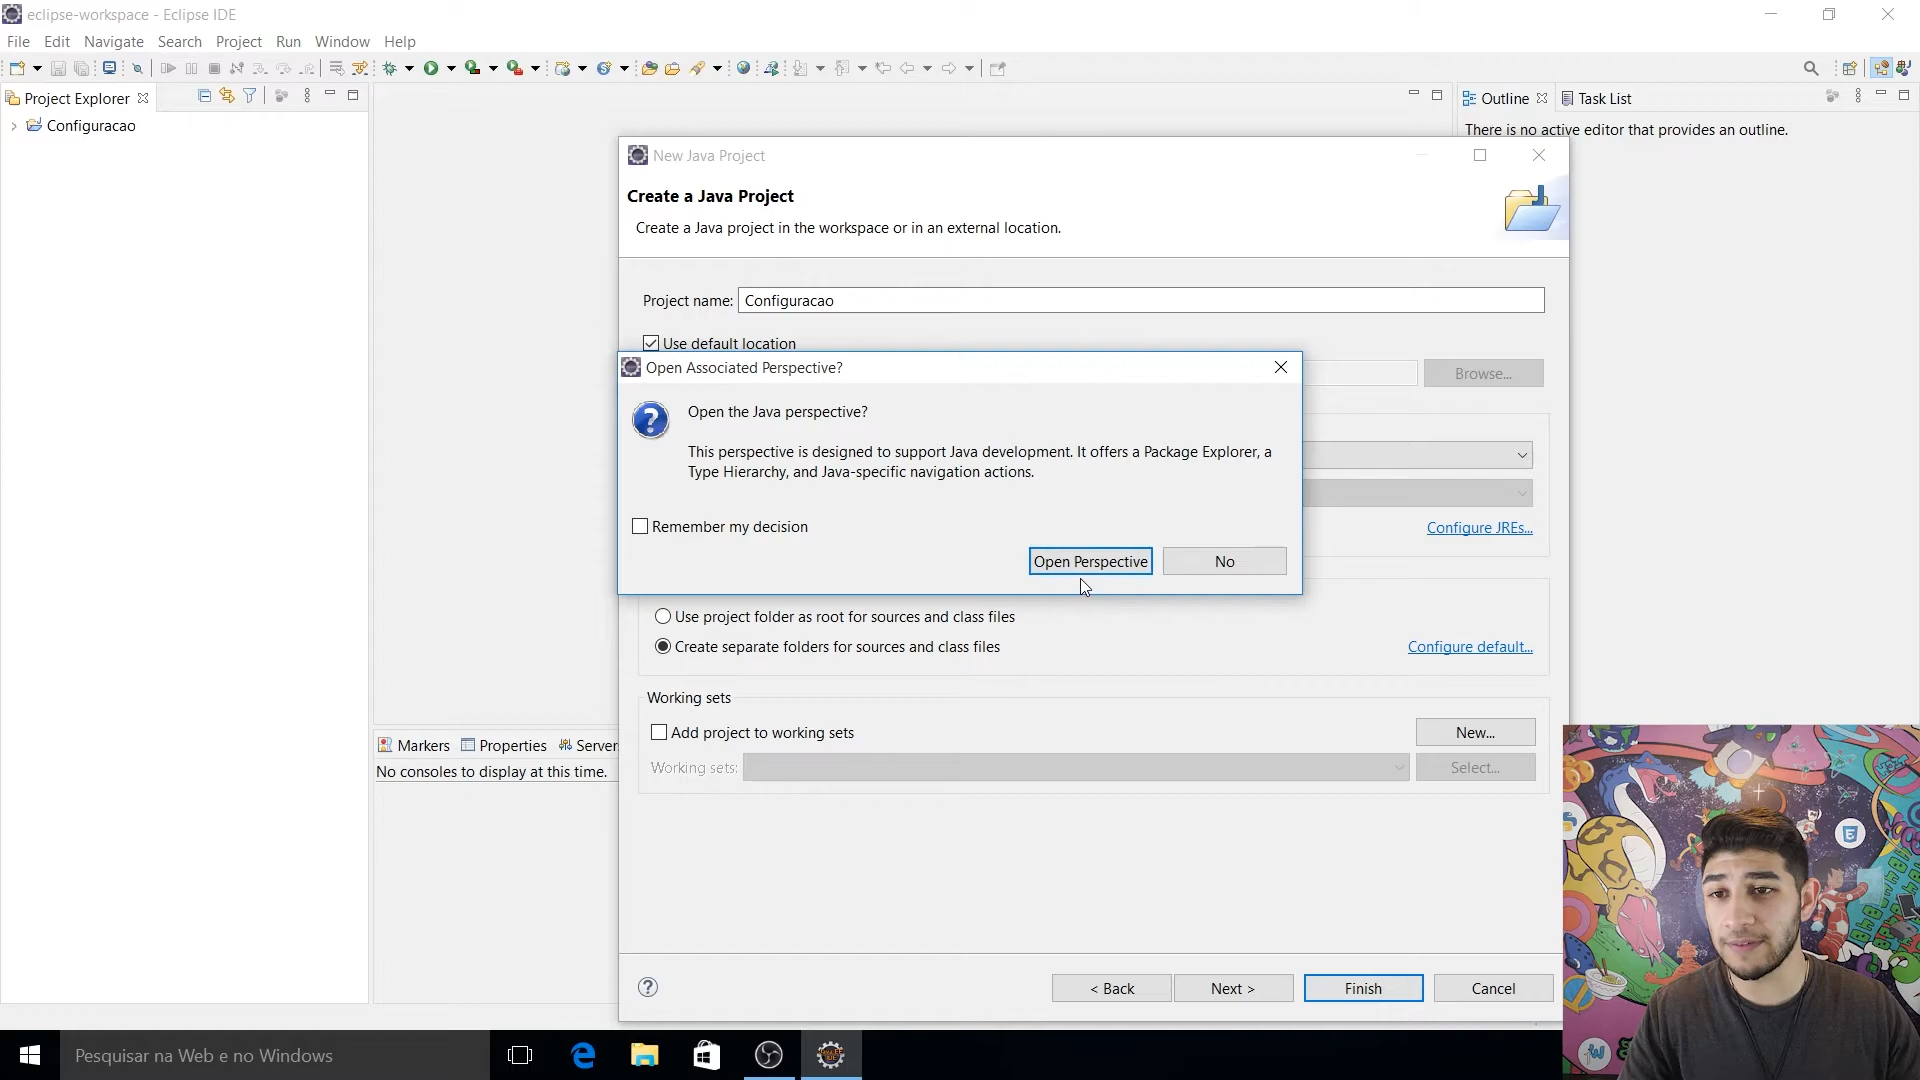 eclipse-workspace - Eclipse IDE
File Edit Navigate Search Project Run Window Help
Project Explorer
Configuracao
Outline
Task List
There is no active editor that provides an outline.
New Java Project
Create a Java Project
Create a Java project in the workspace or in an external location.
Project name: Configuracao
Use default location
Browse...
Open Associated Perspective?
Open the Java perspective?
This perspective is designed to support Java development. It offers a Package Explorer, a
Type Hierarchy, and Java-specific navigation actions.
Remember my decision
Configure JREs...
Open Perspective
No
Use project folder as root for sources and class files
Create separate folders for sources and class files
Configure default...
Working sets
Add project to working sets
New...
Working sets:
Select...
Markers
Properties
Servers
No consoles to display at this time.
< Back
Next >
Finish
Cancel
Pesquisar na Web e no Windows